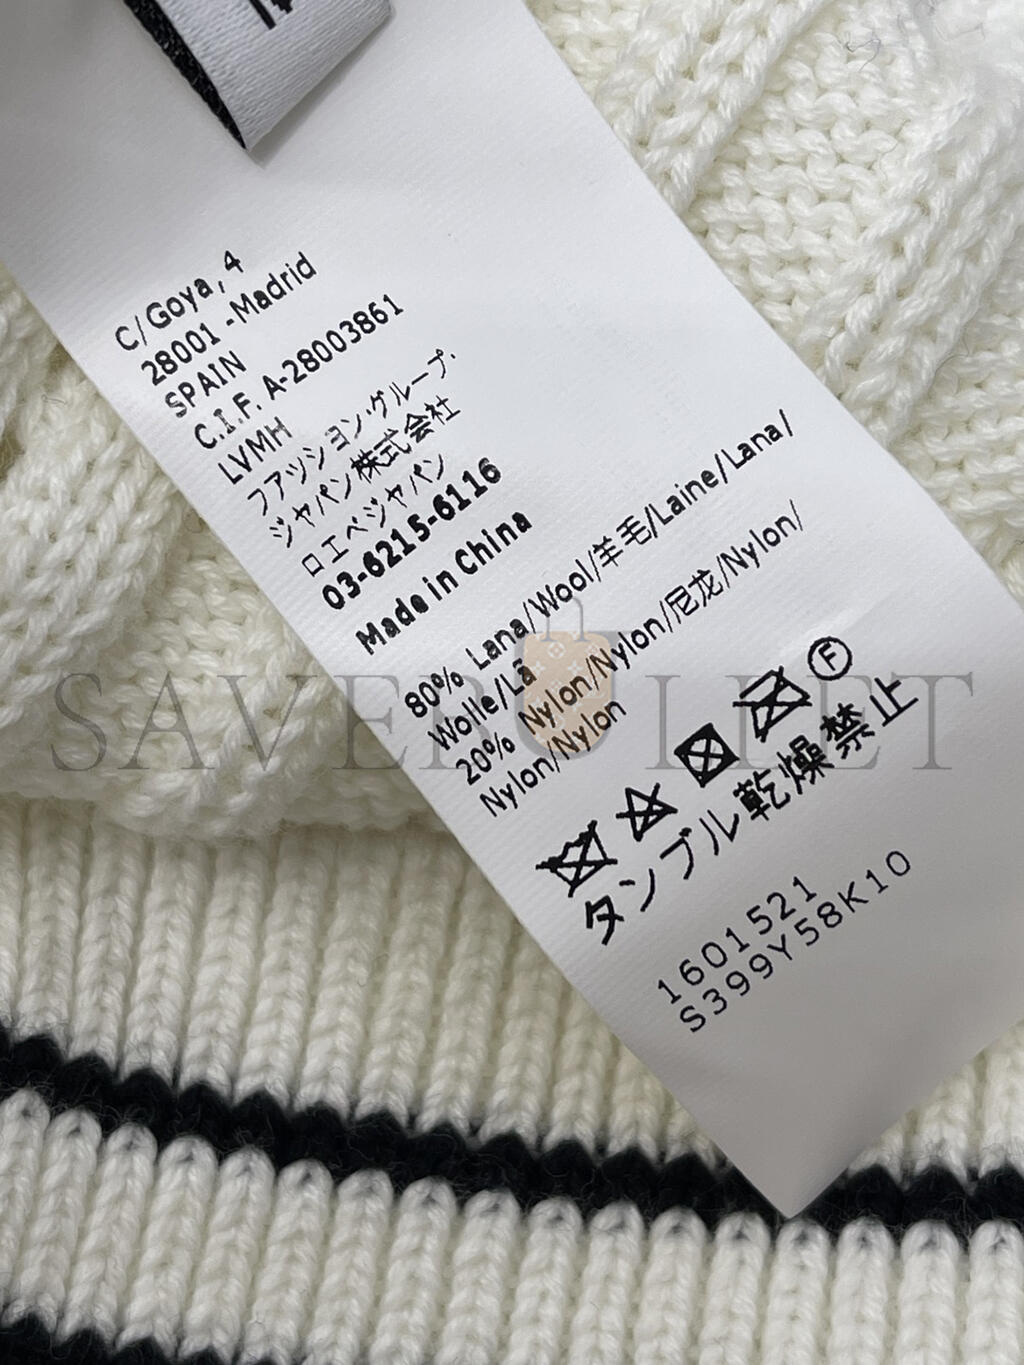 C/Goya, 4
28001 -Madrid
SPAIN
C.I.F. A-28003861
LVMH
ファッション・グループ・
ジャパン株式会社
ロエベジャパン
03-6215-6116
Made in China
80% Lana/Wool/羊毛/Laine/Lana/
Wolle/Lã
20% Nylon/Nylon/尼龙/Nylon/
Nylon/Nylon
F
タンブル乾燥禁止
1601521
S399Y58K10
SAVEBULLET